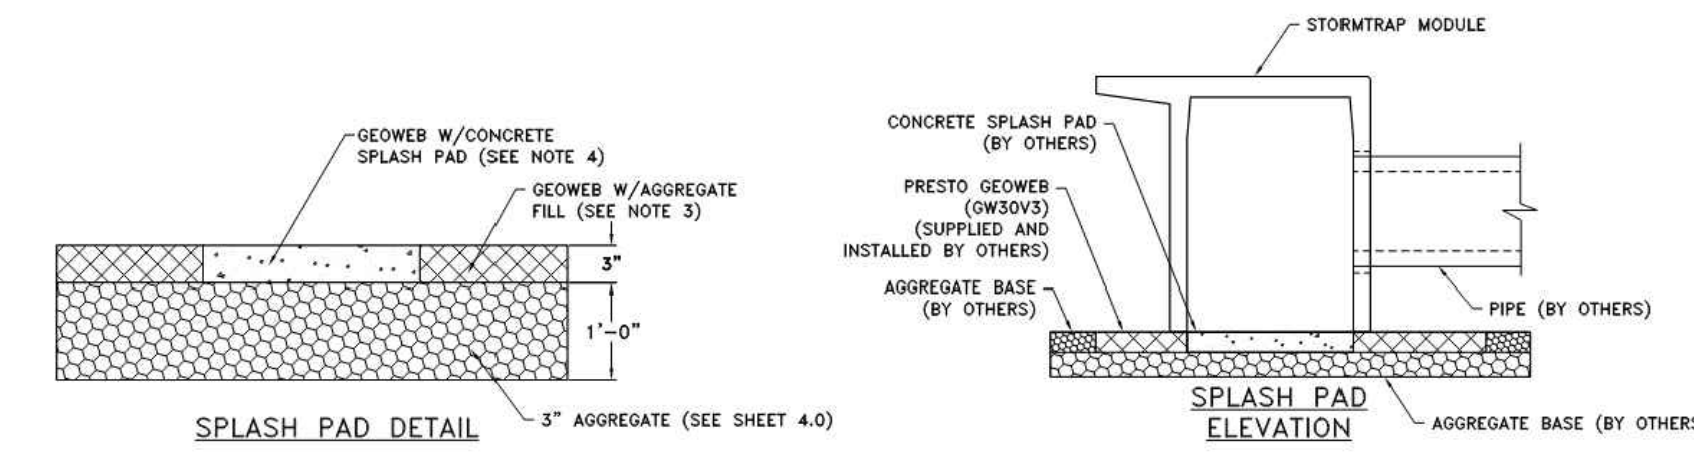 GEOWEB W/CONCRETE
SPLASH PAD (SEE NOTE 4)
GEOWEB W/AGGREGATE
FILL (SEE NOTE 3)
3"
1'-0"
3" AGGREGATE (SEE SHEET 4.0)
SPLASH PAD DETAIL
STORMTRAP MODULE
CONCRETE SPLASH PAD
(BY OTHERS)
PRESTO GEOWEB
(GW30V3)
(SUPPLIED AND
INSTALLED BY OTHERS)
AGGREGATE BASE
(BY OTHERS)
PIPE (BY OTHERS)
SPLASH PAD
ELEVATION
AGGREGATE BASE (BY OTHERS